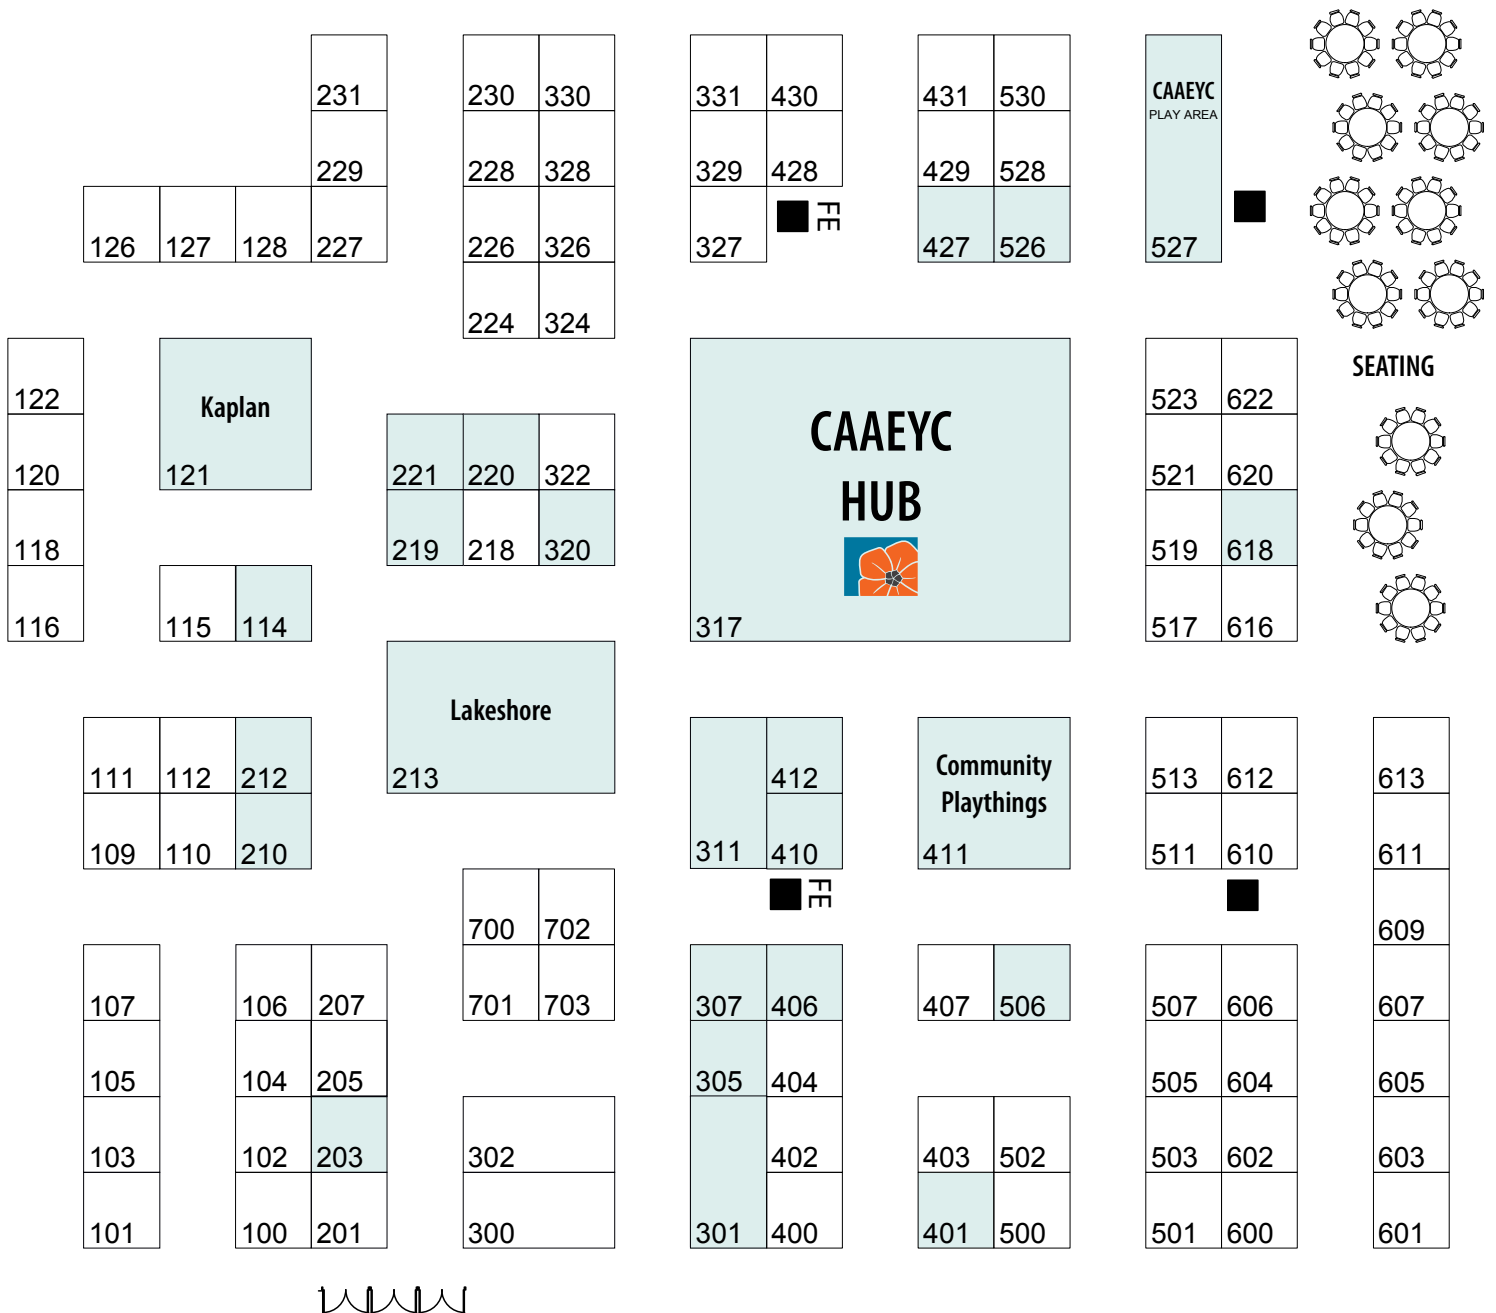 231 230 330 331 430 431 530
CAAEYC
PLAY AREA
229 228 328 329 428 429 528
FE
126 127 128 227 226 326 327 427 526 527
224 324
SEATING
122 523 622
Kaplan
CAAEYC
120 121 221 220 322 521 620
HUB
118 219 218 320 519 618
116 115 114 317 517 616
Lakeshore
Community
111 112 212 213 412 513 612 613
Playthings
109 110 210 311 410 411 511 610 611
FE
700 702 609
107 106 207 701 703 307 406 407 506 507 606 607
105 104 205 305 404 505 604 605
103 102 203 302 402 403 502 503 602 603
101 100 201 300 301 400 401 500 501 600 601